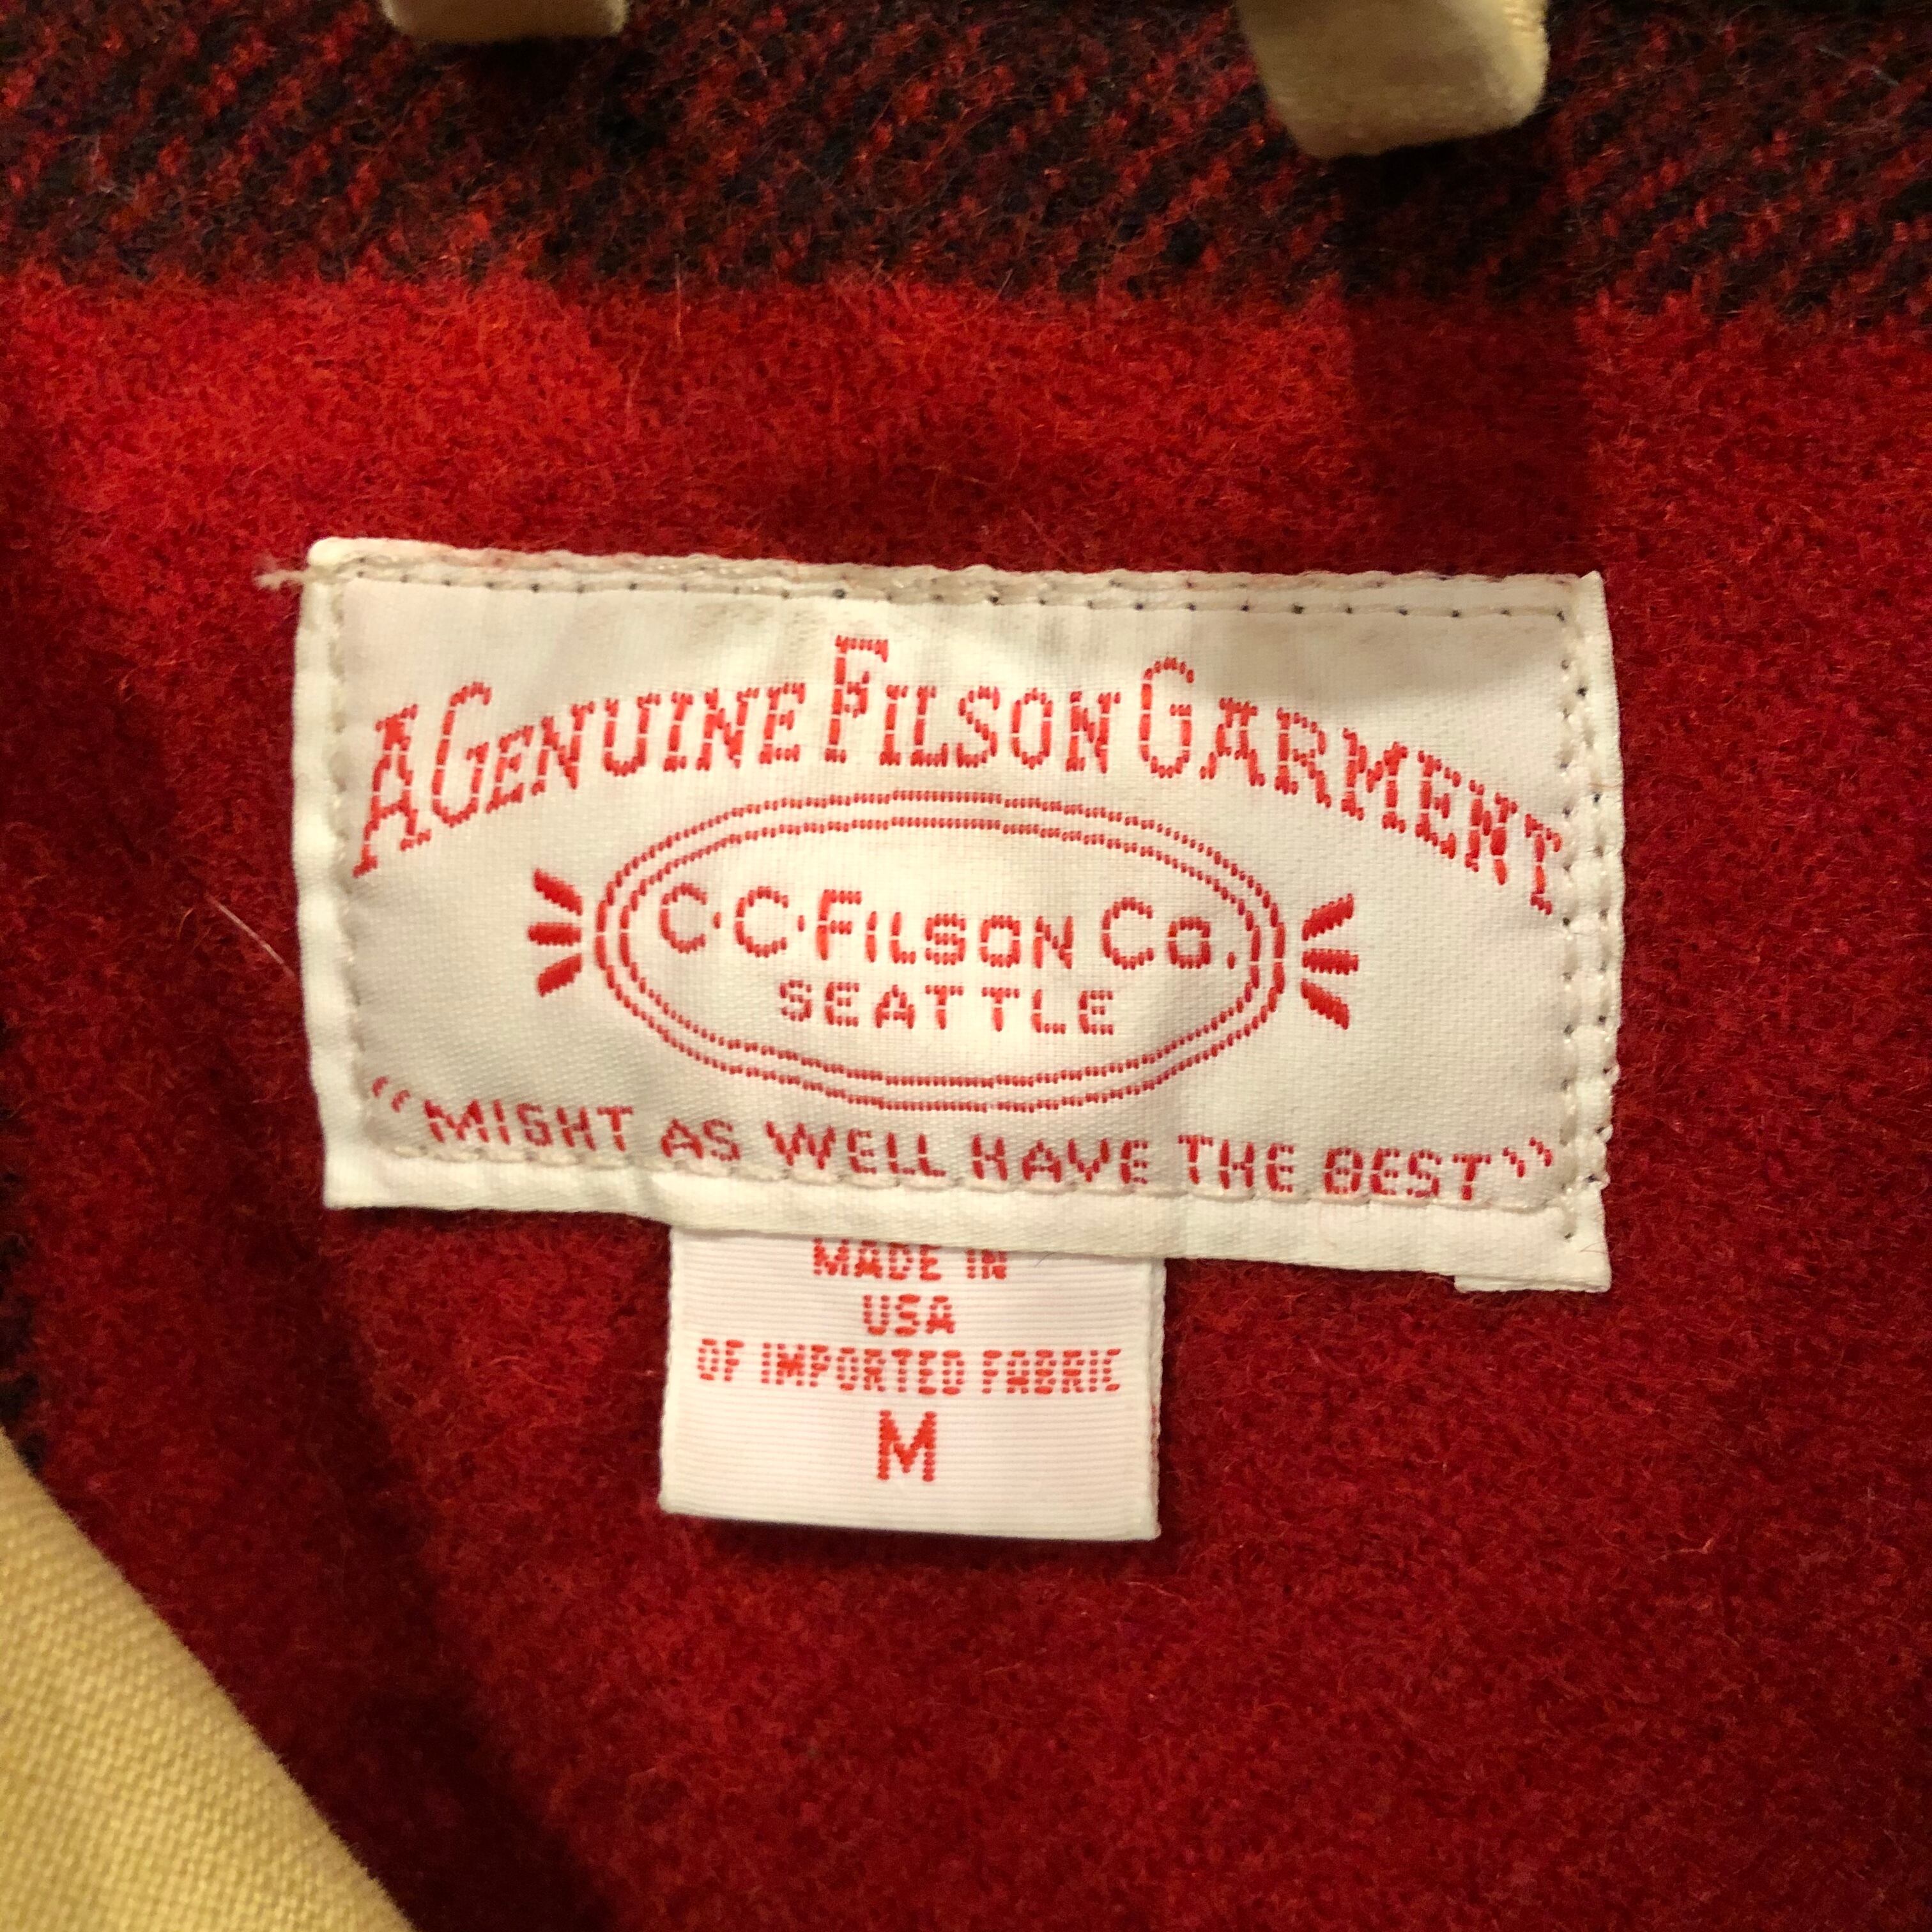 A GENUINE FILSON GARMENT
C·C·FILSON CO.
SEATTLE
“MIGHT AS WELL HAVE THE BEST”
MADE IN
USA
OF IMPORTED FABRIC
M